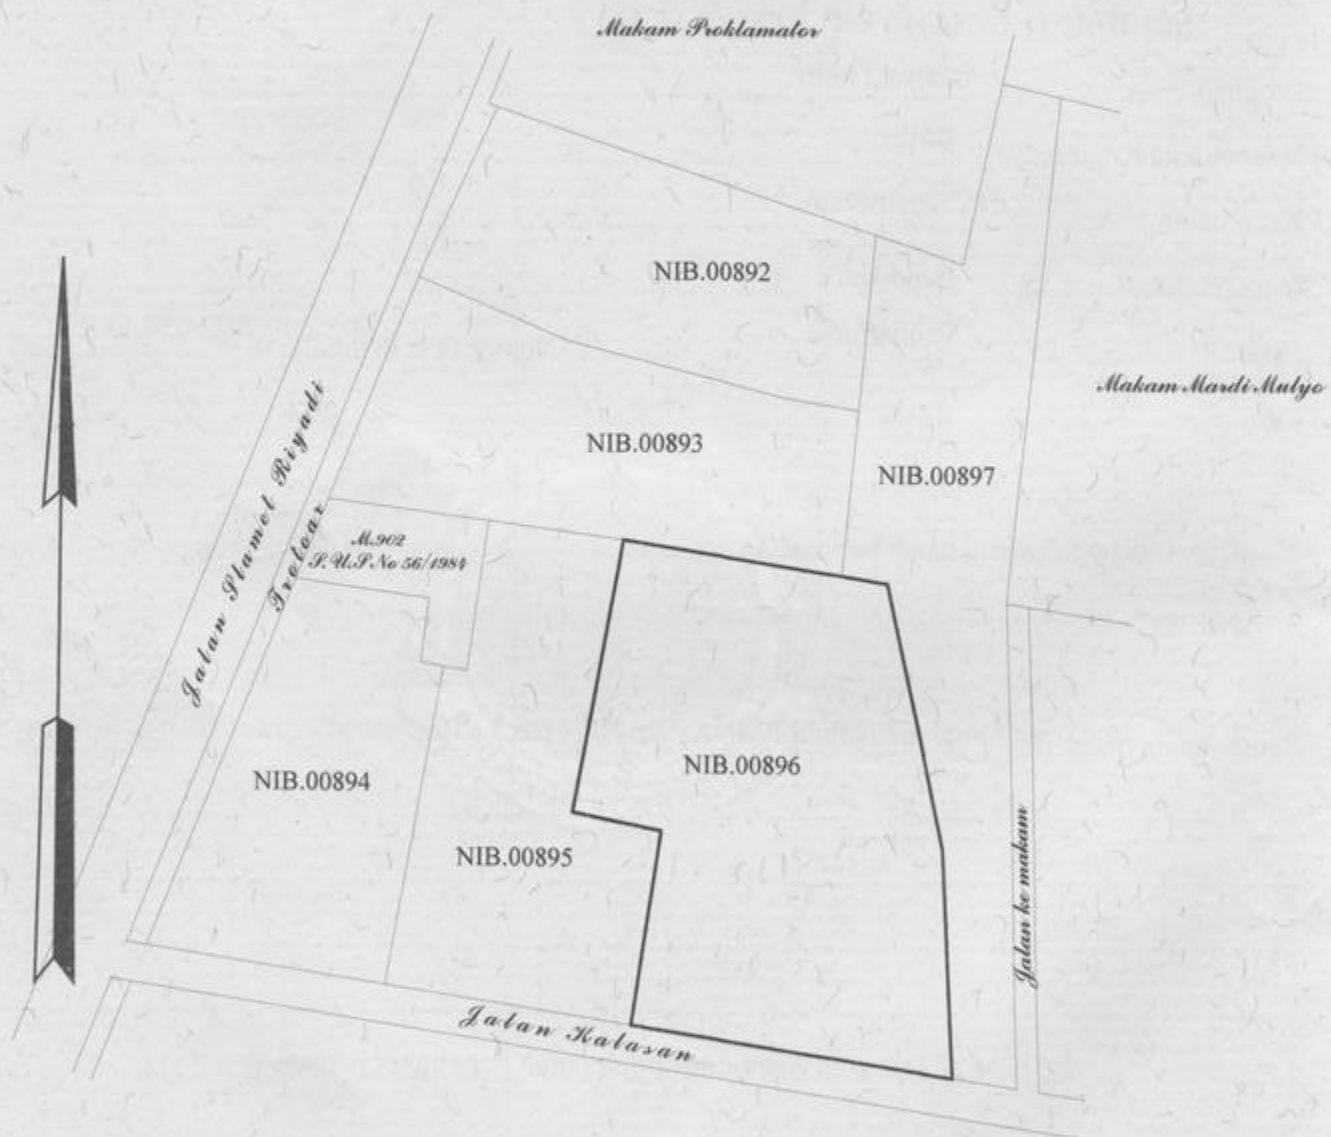 Makam Proklamator
NIB.00892
Makam Mardi Mulyo
NIB.00893
NIB.00897
Jalan Slamet Riyadi
Trotoar
M.902
S.U.S.No 56/1984
NIB.00894
NIB.00896
NIB.00895
Jalan ke makam
Jalan Kalasan